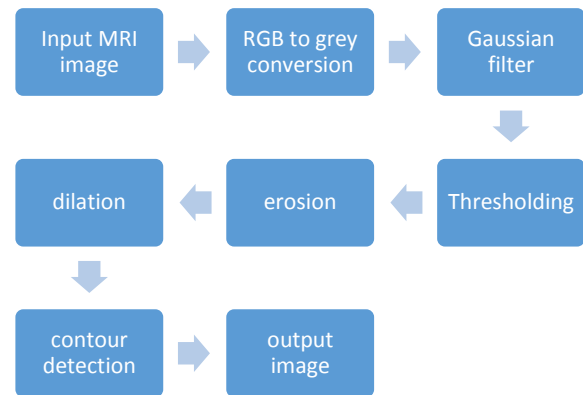 Input MRI
image
RGB to grey
conversion
Gaussian
filter
Thresholding
erosion
dilation
contour
detection
output
image